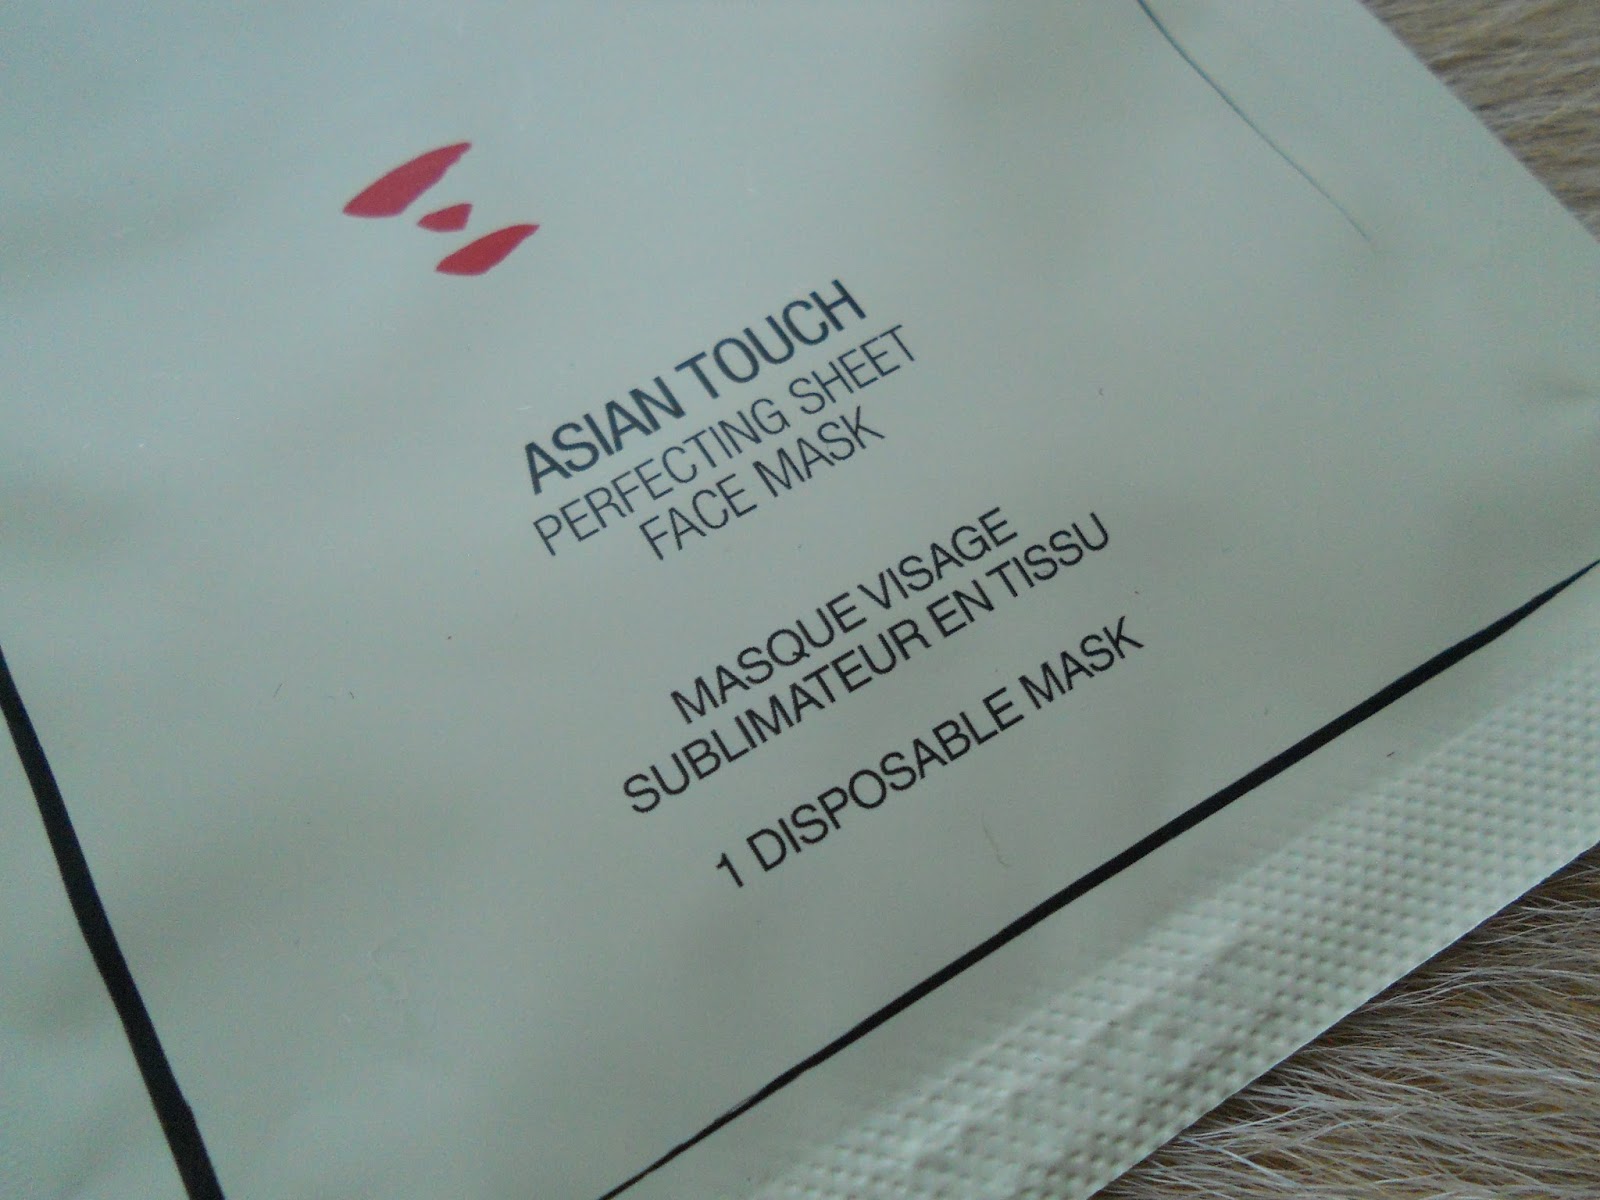 ASIAN TOUCH
PERFECTING SHEET
FACE MASK
MASQUE VISAGE
SUBLIMATEUR EN TISSU
1 DISPOSABLE MASK